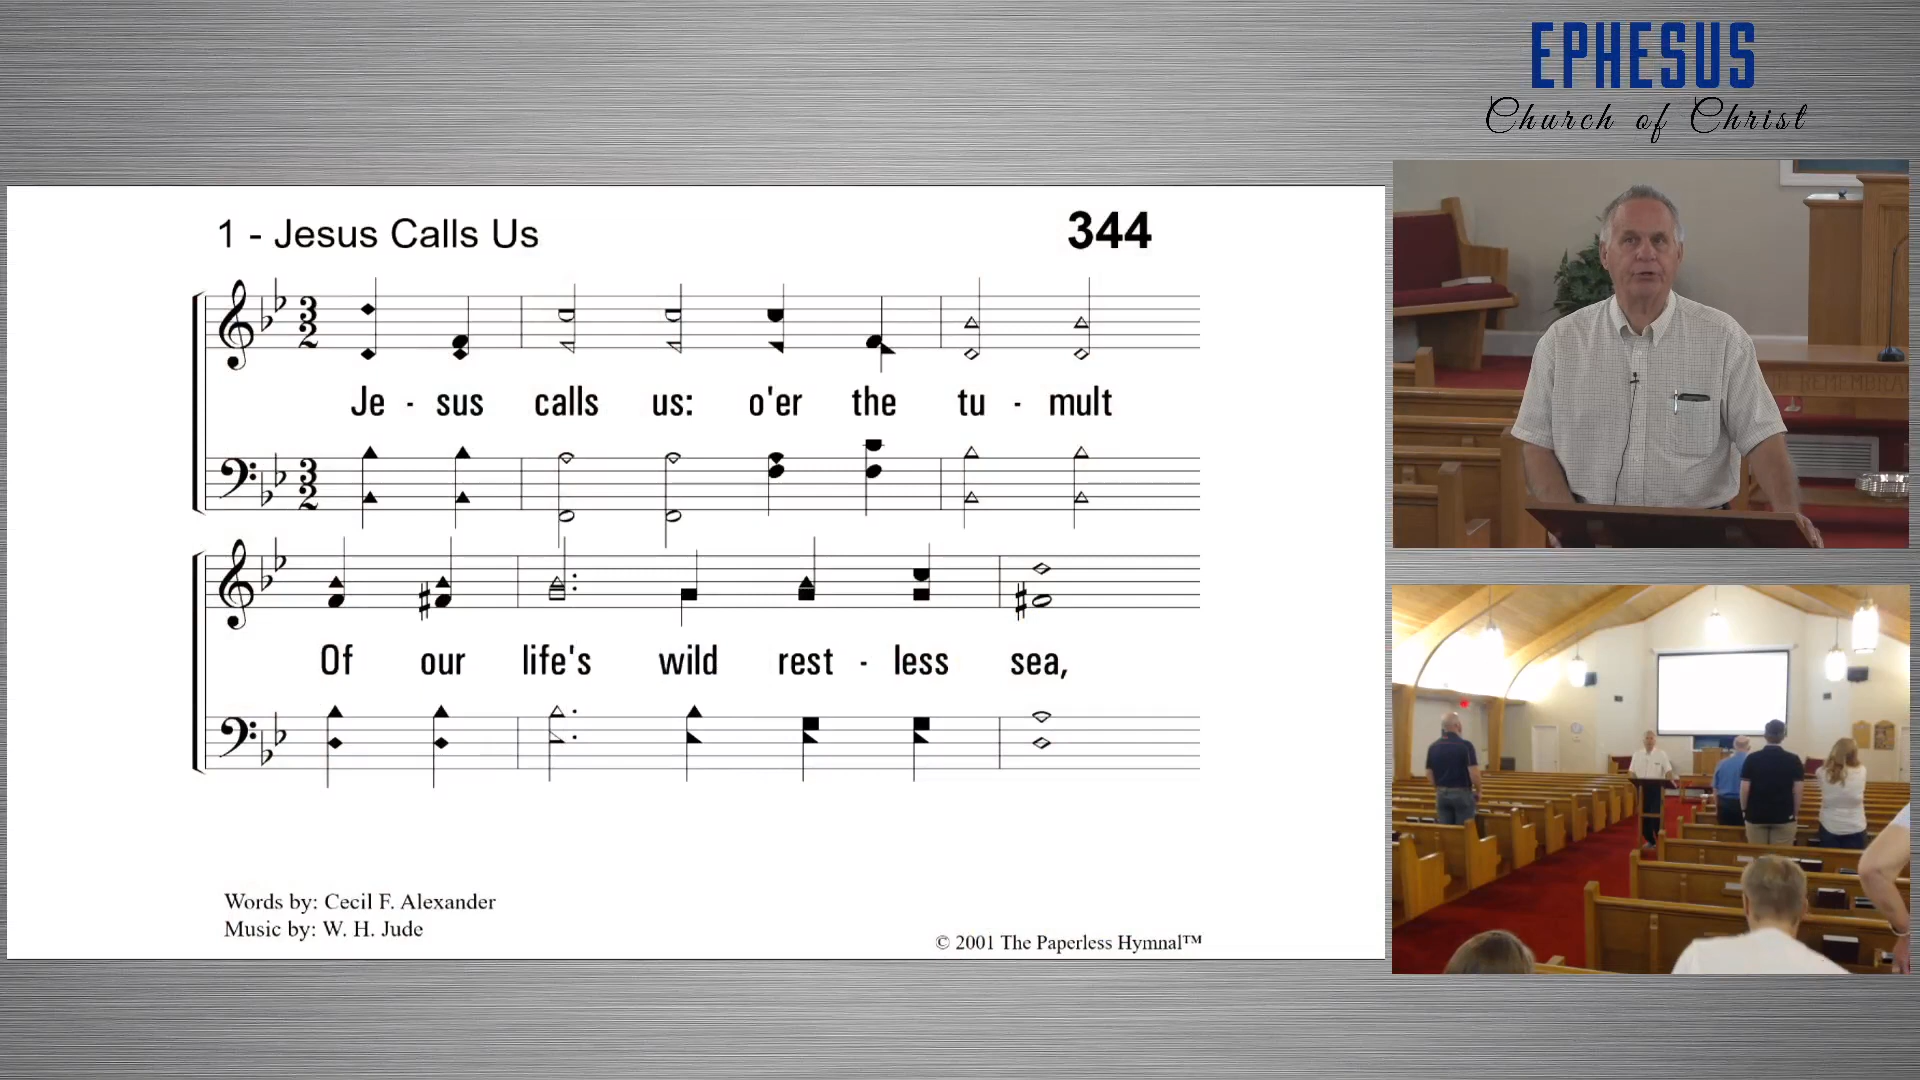 EPHESUS
Church of Christ
1 - Jesus Calls Us
344
Je - sus calls us: o'er the tu - mult
Of our life's wild rest - less sea,
Words by: Cecil F. Alexander
Music by: W. H. Jude
© 2001 The Paperless Hymnal™